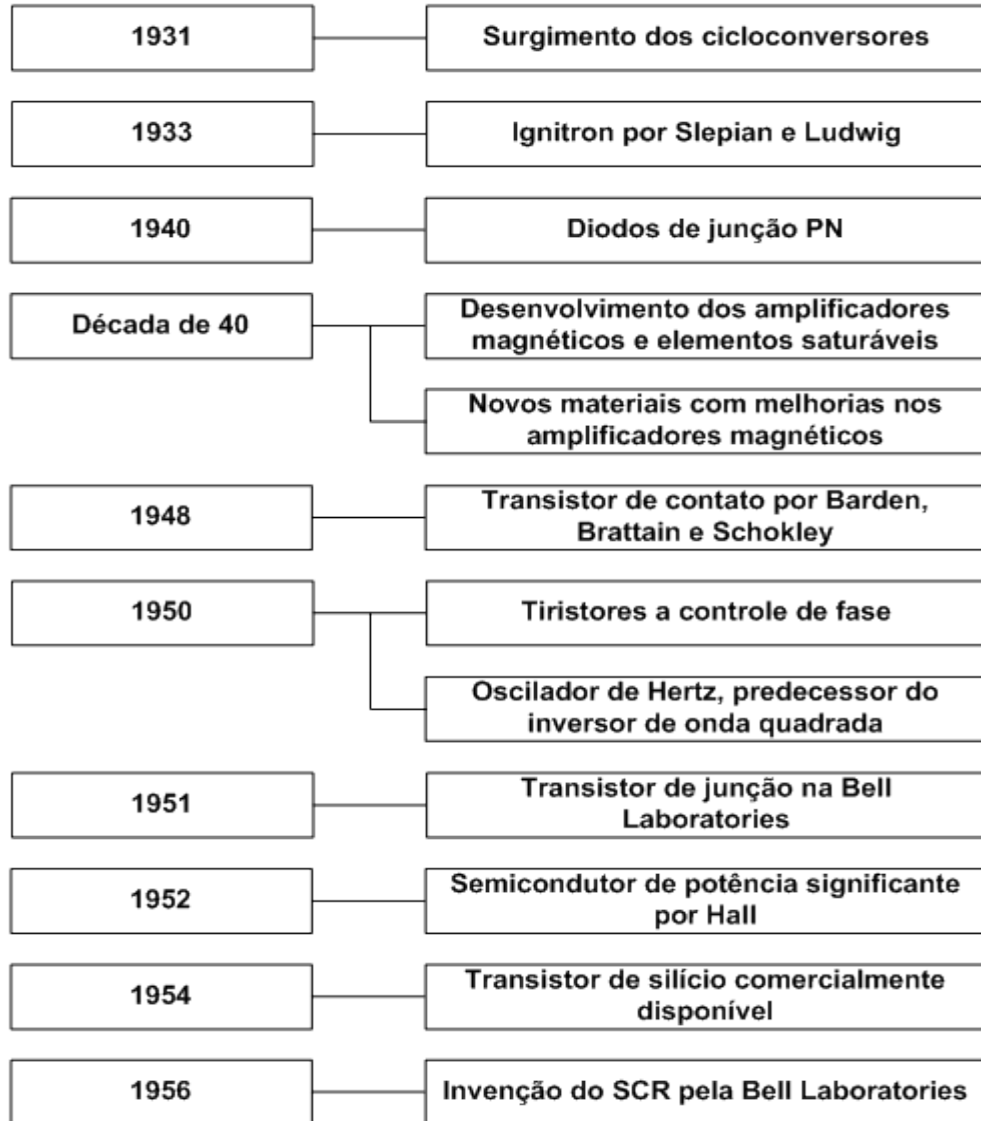 1931
Surgimento dos cicloconversores
1933
Ignitron por Slepian e Ludwig
1940
Diodos de junção PN
Década de 40
Desenvolvimento dos amplificadores
magnéticos e elementos saturáveis
Novos materiais com melhorias nos
amplificadores magnéticos
1948
Transistor de contato por Barden,
Brattain e Schokley
1950
Tiristores a controle de fase
Oscilador de Hertz, predecessor do
inversor de onda quadrada
1951
Transistor de junção na Bell
Laboratories
1952
Semicondutor de potência significante
por Hall
1954
Transistor de silício comercialmente
disponível
1956
Invenção do SCR pela Bell Laboratories